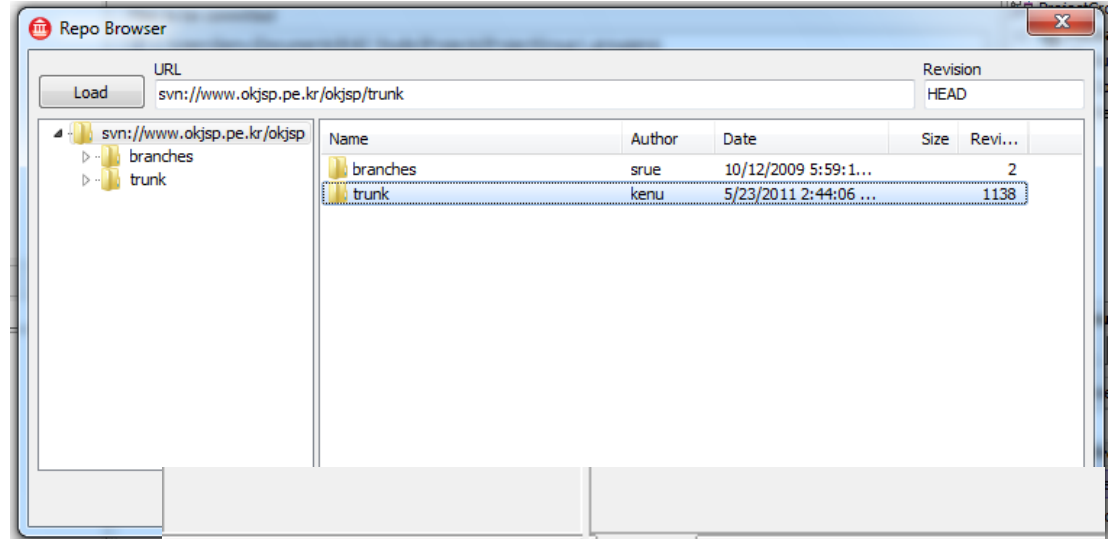 Repo Browser
URL
Revision
Load
svn://www.okjsp.pe.kr/okjsp/trunk
HEAD
svn://www.okjsp.pe.kr/okjsp
branches
trunk
Name Author Date Size Revi...
branches srue 10/12/2009 5:59:1... 2
trunk kenu 5/23/2011 2:44:06 ... 1138